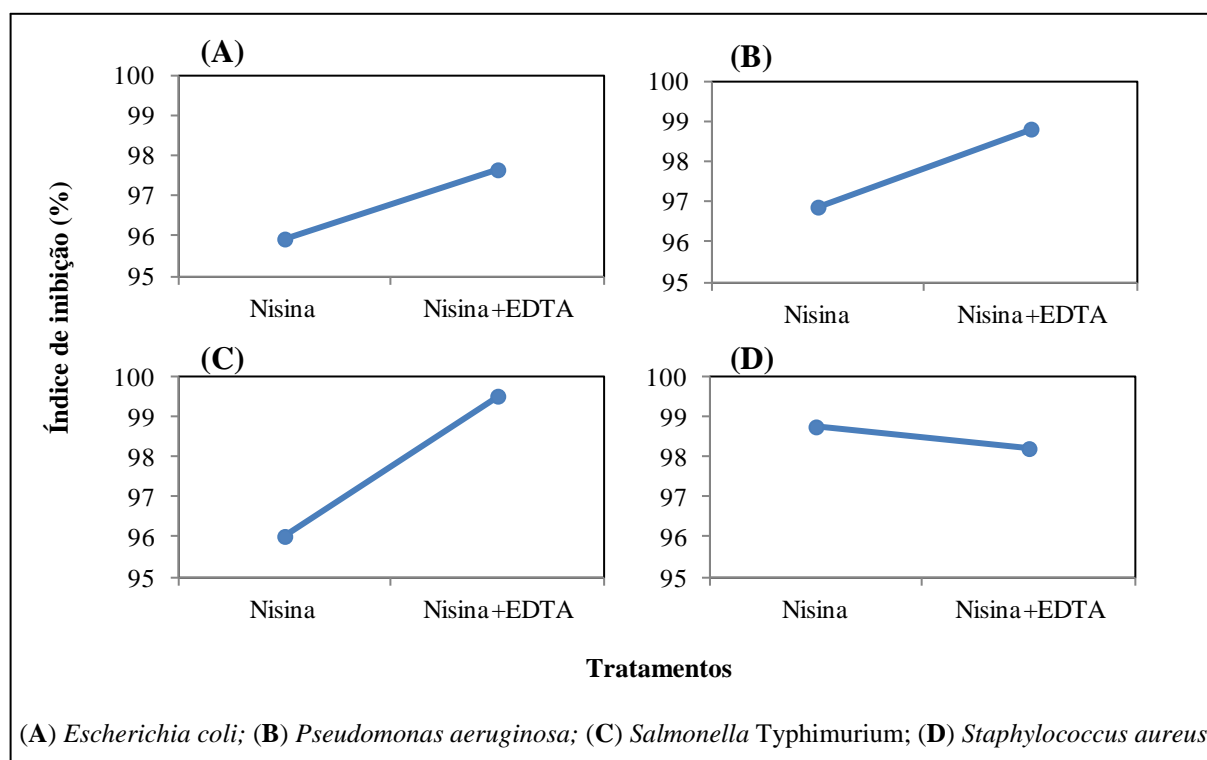 (A)
100
99
98
97
96
95
Nisina Nisina+EDTA
(B)
100
99
98
97
96
95
Nisina Nisina+EDTA
(C)
100
99
98
97
96
95
Nisina Nisina+EDTA
(D)
100
99
98
97
96
95
Nisina Nisina+EDTA
Índice de inibição (%)
Tratamentos
(A) Escherichia coli; (B) Pseudomonas aeruginosa; (C) Salmonella Typhimurium; (D) Staphylococcus aureus